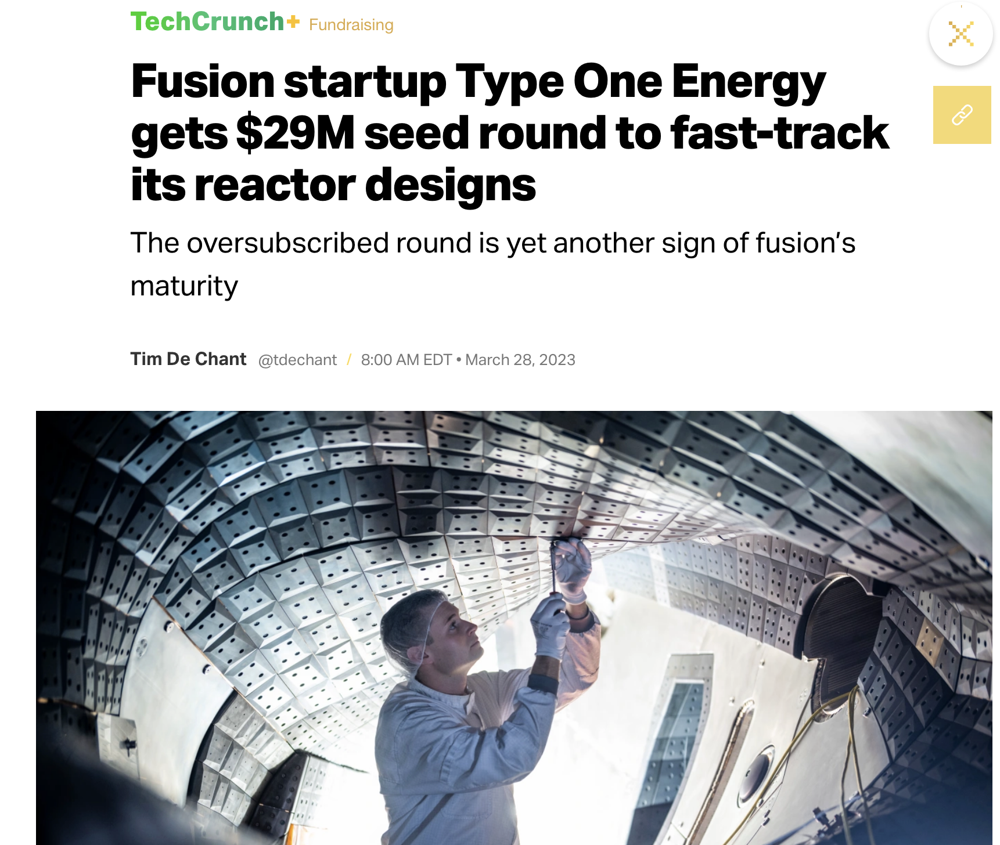 TechCrunch+ Fundraising
Fusion startup Type One Energy
gets $29M seed round to fast-track
its reactor designs
The oversubscribed round is yet another sign of fusion’s
maturity
Tim De Chant @tdechant / 8:00 AM EDT • March 28, 2023